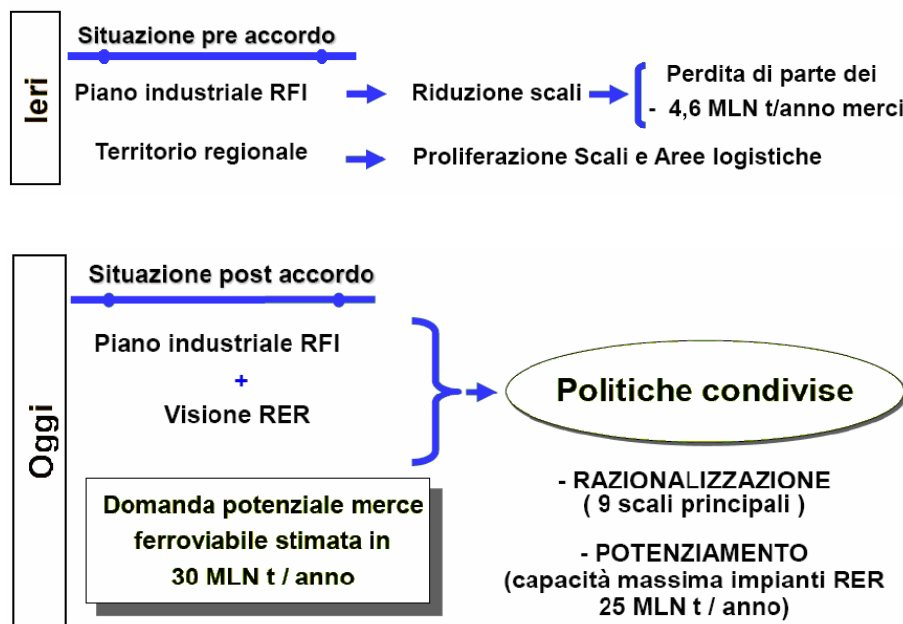 Ieri
Situazione pre accordo
Piano industriale RFI
Riduzione scali
Perdita di parte dei
- 4,6 MLN t/anno merci
Territorio regionale
Proliferazione Scali e Aree logistiche
Oggi
Situazione post accordo
Piano industriale RFI
+
Visione RER
Politiche condivise
Domanda potenziale merce
ferroviabile stimata in
30 MLN t / anno
- RAZIONALIZZAZIONE
( 9 scali principali )
- POTENZIAMENTO
(capacità massima impianti RER
25 MLN t / anno)